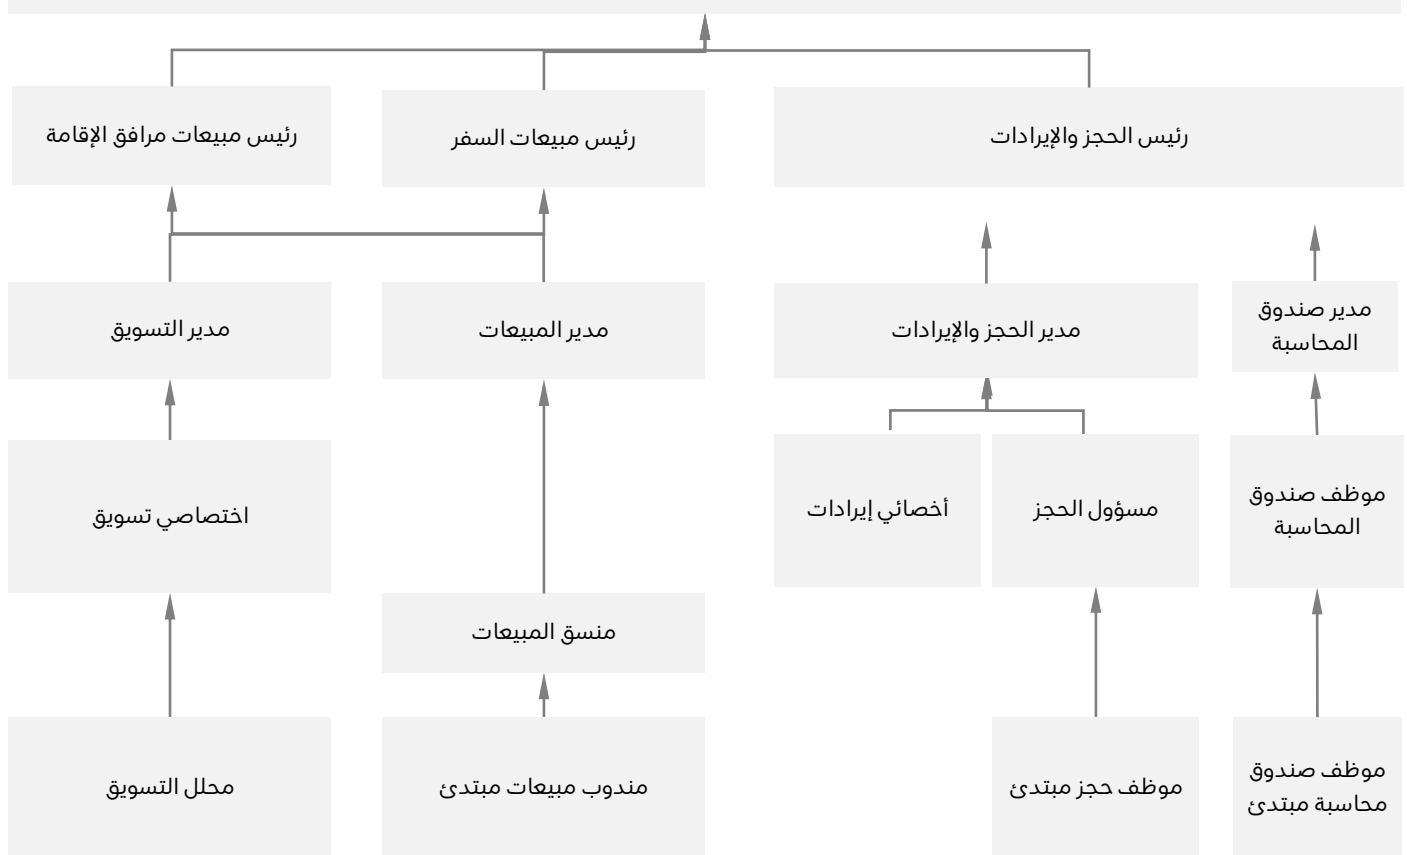 رئيس الحجز والإيرادات
رئيس مبيعات السفر
رئيس مبيعات مرافق الإقامة
مدير صندوق
المحاسبة
مدير الحجز والإيرادات
مدير المبيعات
مدير التسويق
موظف صندوق
المحاسبة
مسؤول الحجز
أخصائي إيرادات
اختصاصي تسويق
منسق المبيعات
موظف صندوق
محاسبة مبتدئ
موظف حجز مبتدئ
مندوب مبيعات مبتدئ
محلل التسويق